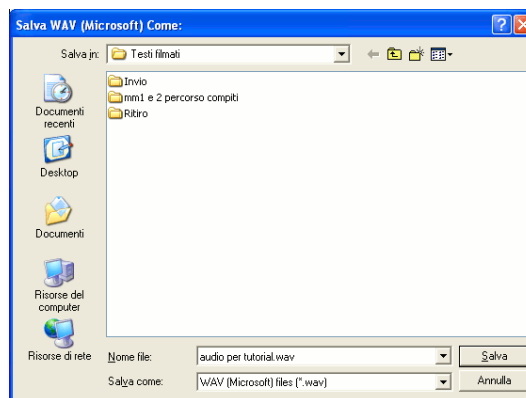 Salva WAV (Microsoft) Come:
Salva in: Testi filmati
Invio
mm1 e 2 percorso compiti
Ritiro
Documenti
recenti
Desktop
Documenti
Risorse del
computer
Risorse di rete
Nome file: audio per tutorial.wav Salva
Salva come: WAV (Microsoft) files (*.wav) Annulla